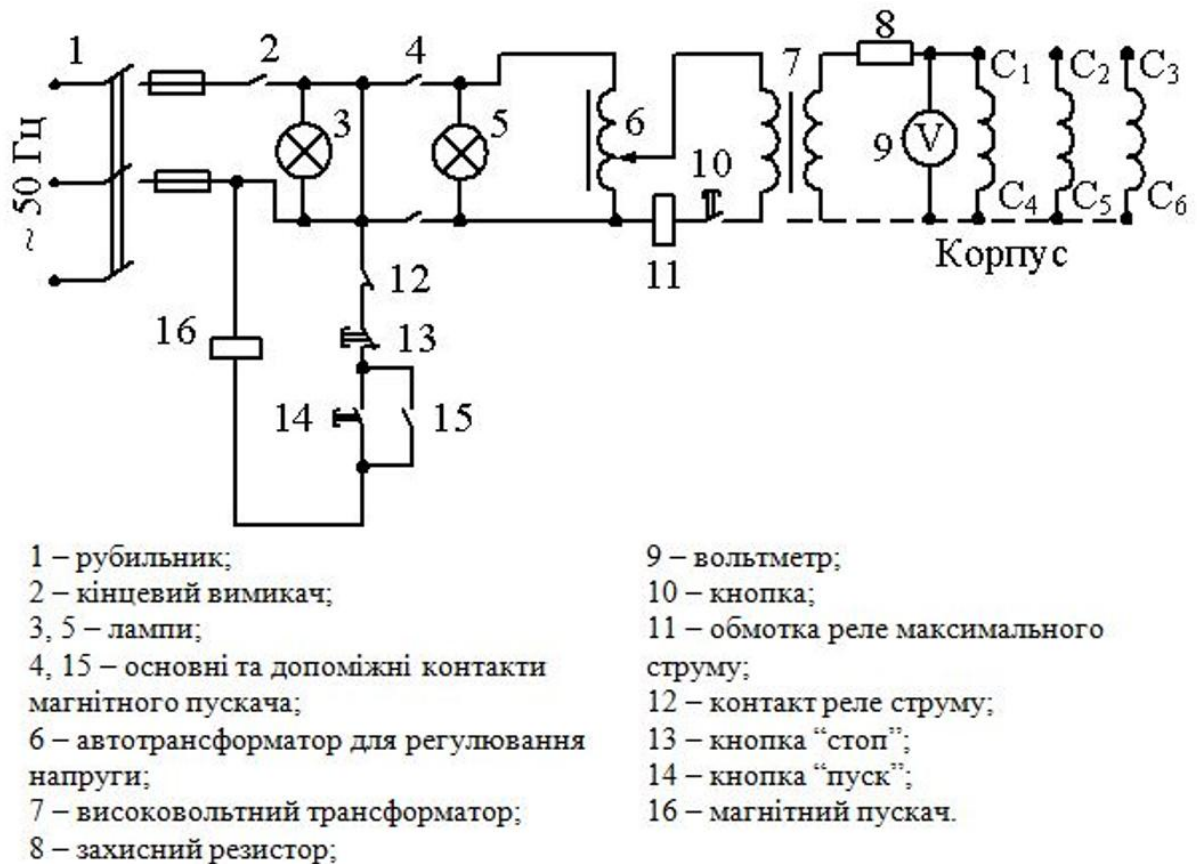 1
2
4
7
8
C1
C2
C3
3
5
6
9
V
10
~ 50 Гц
C4
C5
C6
Корпус
11
12
16
13
14
15
1 – рубильник;
2 – кінцевий вимикач;
3, 5 – лампи;
4, 15 – основні та допоміжні контакти
магнітного пускача;
6 – автотрансформатор для регулювання
напруги;
7 – високовольтний трансформатор;
8 – захисний резистор;
9 – вольтметр;
10 – кнопка;
11 – обмотка реле максимального
струму;
12 – контакт реле струму;
13 – кнопка “стоп”;
14 – кнопка “пуск”;
16 – магнітний пускач.